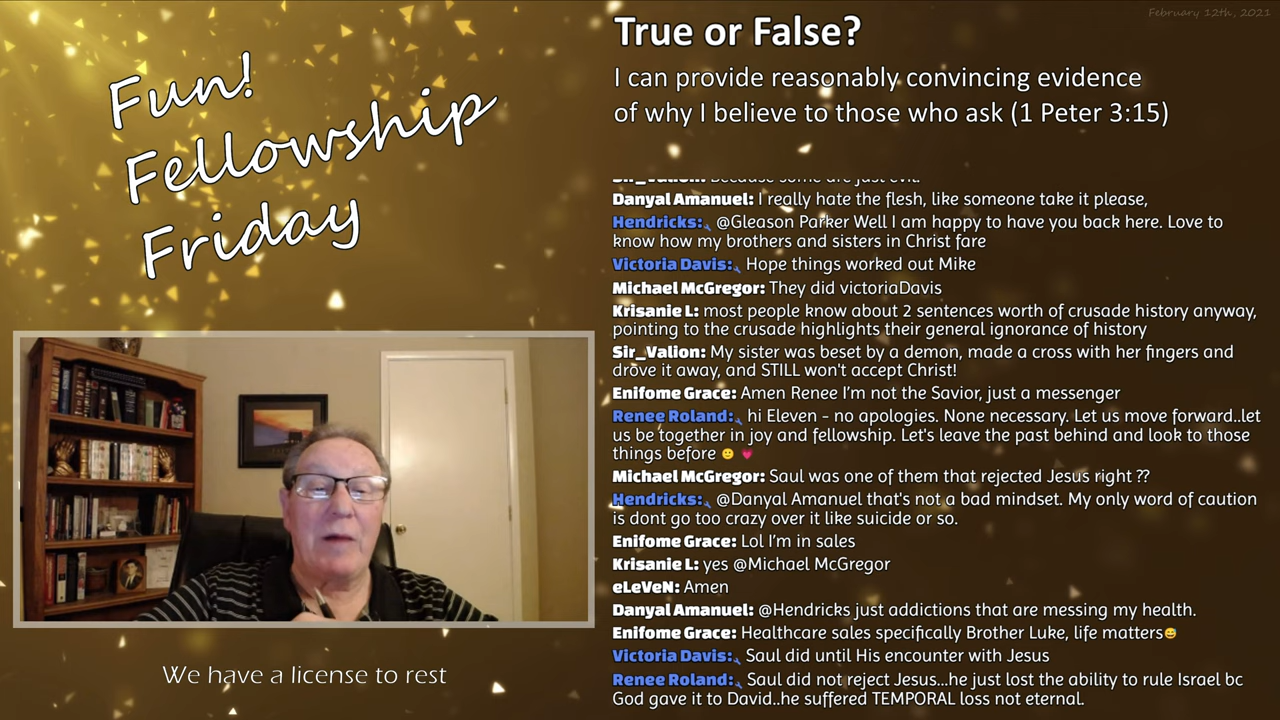 Fun!
Fellowship
Friday
We have a license to rest
February 12th, 2021
True or False?
I can provide reasonably convincing evidence
of why I believe to those who ask (1 Peter 3:15)
Sir_Valion: Because some are just evil.
Danyal Amanuel: I really hate the flesh, like someone take it please,
Hendricks: @Gleason Parker Well I am happy to have you back here. Love to
know how my brothers and sisters in Christ fare
Victoria Davis: Hope things worked out Mike
Michael McGregor: They did victoriaDavis
Krisanie L: most people know about 2 sentences worth of crusade history anyway,
pointing to the crusade highlights their general ignorance of history
Sir_Valion: My sister was beset by a demon, made a cross with her fingers and
drove it away, and STILL won't accept Christ!
Enifome Grace: Amen Renee I'm not the Savior, just a messenger
Renee Roland: hi Eleven - no apologies. None necessary. Let us move forward..let
us be together in joy and fellowship. Let's leave the past behind and look to those
things before 🙂 💗
Michael McGregor: Saul was one of them that rejected Jesus right ??
Hendricks: @Danyal Amanuel that's not a bad mindset. My only word of caution
is dont go too crazy over it like suicide or so.
Enifome Grace: Lol I'm in sales
Krisanie L: yes @Michael McGregor
eLeVeN: Amen
Danyal Amanuel: @Hendricks just addictions that are messing my health.
Enifome Grace: Healthcare sales specifically Brother Luke, life matters😅
Victoria Davis: Saul did until His encounter with Jesus
Renee Roland: Saul did not reject Jesus...he just lost the ability to rule Israel bc
God gave it to David..he suffered TEMPORAL loss not eternal.